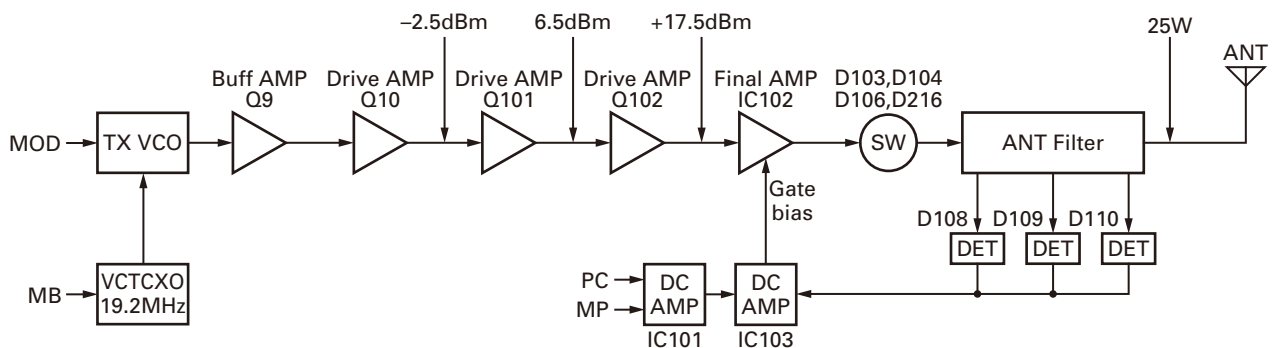 –2.5dBm
6.5dBm
+17.5dBm
25W
ANT
Buff AMP
Q9
Drive AMP
Q10
Drive AMP
Q101
Drive AMP
Q102
Final AMP
IC102
D103,D104
D106,D216
MOD
TX VCO
SW
ANT Filter
Gate
bias
D108
D109
D110
DET
DET
DET
MB
VCTCXO
19.2MHz
PC
MP
DC
AMP
IC101
DC
AMP
IC103